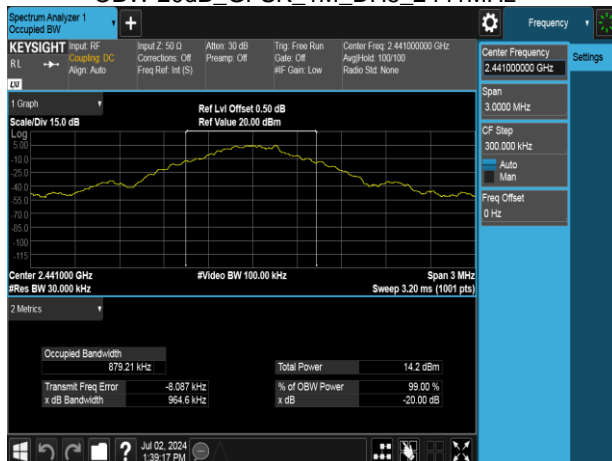 Spectrum Analyzer 1
Occupied BW
+
Frequency
KEYSIGHT
RL
LXI
Input: RF
Coupling: DC
Align: Auto
Input Z: 50 Ω
Corrections: Off
Freq Ref: Int (S)
Atten: 30 dB
Preamp: Off
Trig: Free Run
Gate: Off
#IF Gain: Low
Center Freq: 2.441000000 GHz
Avg|Hold: 100/100
Radio Std: None
Center Frequency
2.441000000 GHz
Settings
Span
3.0000 MHz
CF Step
300.000 kHz
Auto
Man
Freq Offset
0 Hz
1 Graph
Scale/Div 15.0 dB
Ref Lvl Offset 0.50 dB
Ref Value 20.00 dBm
Log
5.00
-10.0
-25.0
-40.0
-55.0
-70.0
-85.0
-100
-115
Center 2.441000 GHz
#Res BW 30.000 kHz
#Video BW 100.00 kHz
Span 3 MHz
Sweep 3.20 ms (1001 pts)
2 Metrics
Occupied Bandwidth
879.21 kHz
Transmit Freq Error -8.087 kHz
x dB Bandwidth 964.6 kHz
Total Power 14.2 dBm
% of OBW Power 99.00 %
x dB -20.00 dB
?
Jul 02, 2024
1:39:17 PM